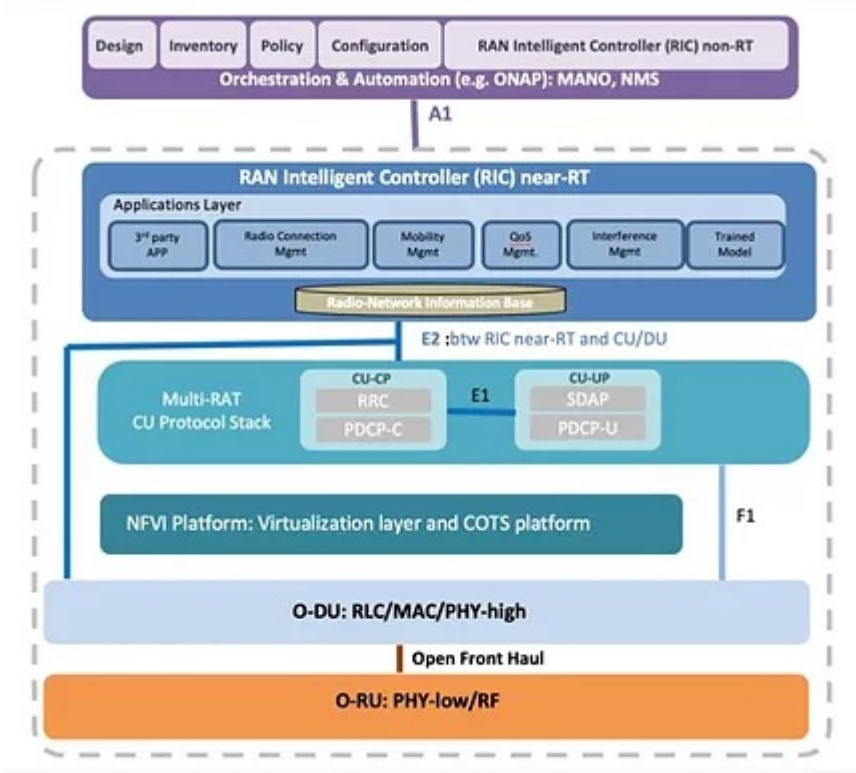 Design
Inventory
Policy
Configuration
RAN Intelligent Controller (RIC) non-RT
Orchestration & Automation (e.g. ONAP): MANO, NMS
A1
RAN Intelligent Controller (RIC) near-RT
Applications Layer
3rd party
APP
Radio Connection
Mgmt
Mobility
Mgmt
QoS
Mgmt.
Interference
Mgmt
Trained
Model
Radio-Network Information Base
E2 :btw RIC near-RT and CU/DU
Multi-RAT
CU Protocol Stack
CU-CP
RRC
PDCP-C
E1
CU-UP
SDAP
PDCP-U
NFVI Platform: Virtualization layer and COTS platform
F1
O-DU: RLC/MAC/PHY-high
Open Front Haul
O-RU: PHY-low/RF